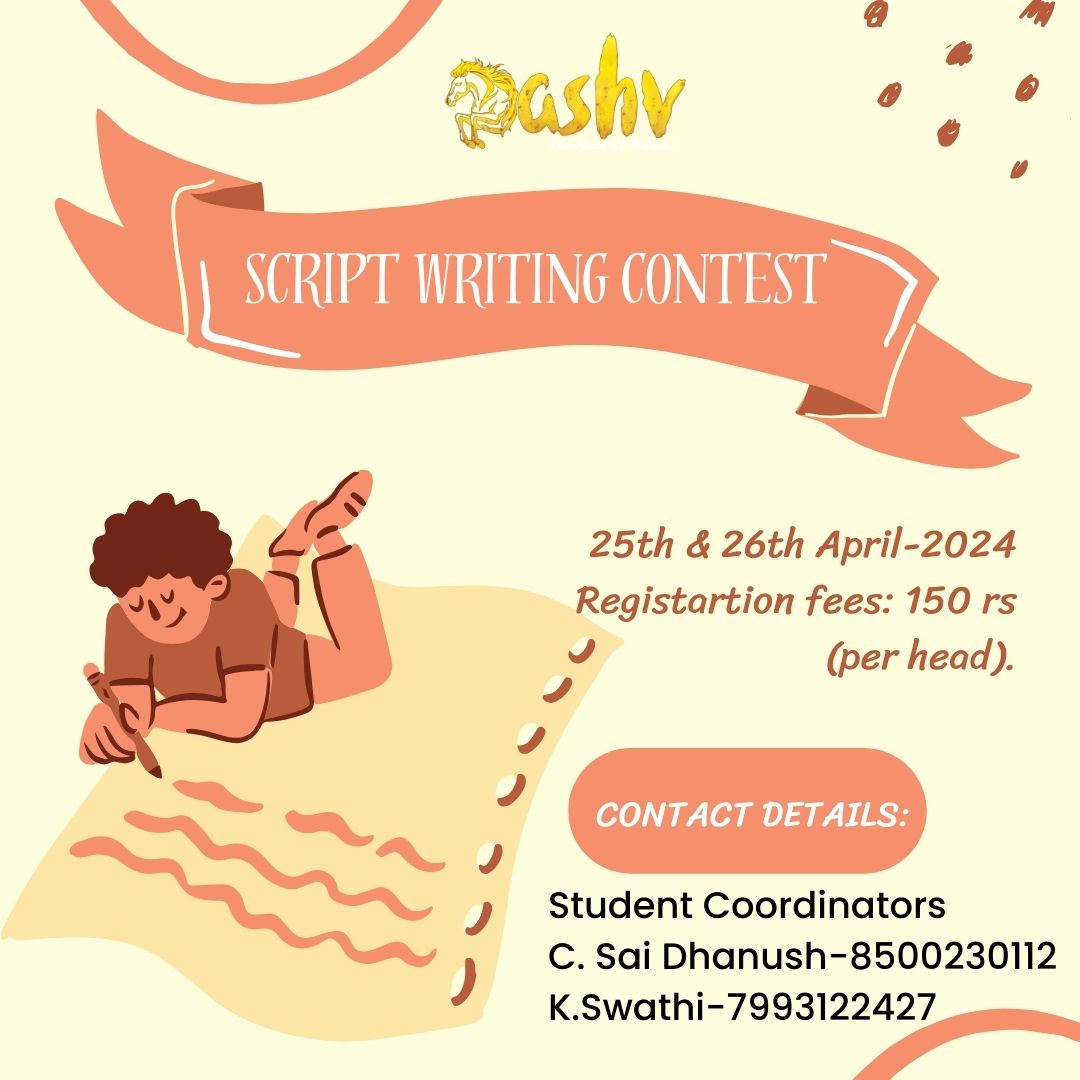 ashv
SCRIPT WRITING CONTEST
25th & 26th April-2024
Registartion fees: 150 rs
(per head).
CONTACT DETAILS:
Student Coordinators
C. Sai Dhanush-8500230112
K.Swathi-7993122427